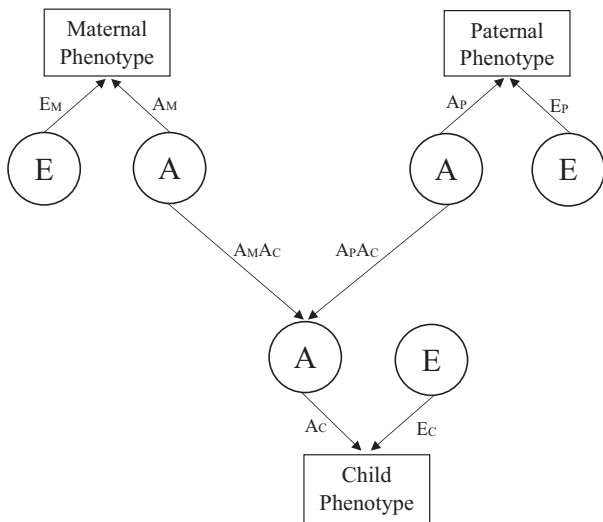 Maternal
Phenotype
Paternal
Phenotype
EM
AM
AP
EP
E
A
A
E
AMAC
APAC
A
E
AC
EC
Child
Phenotype